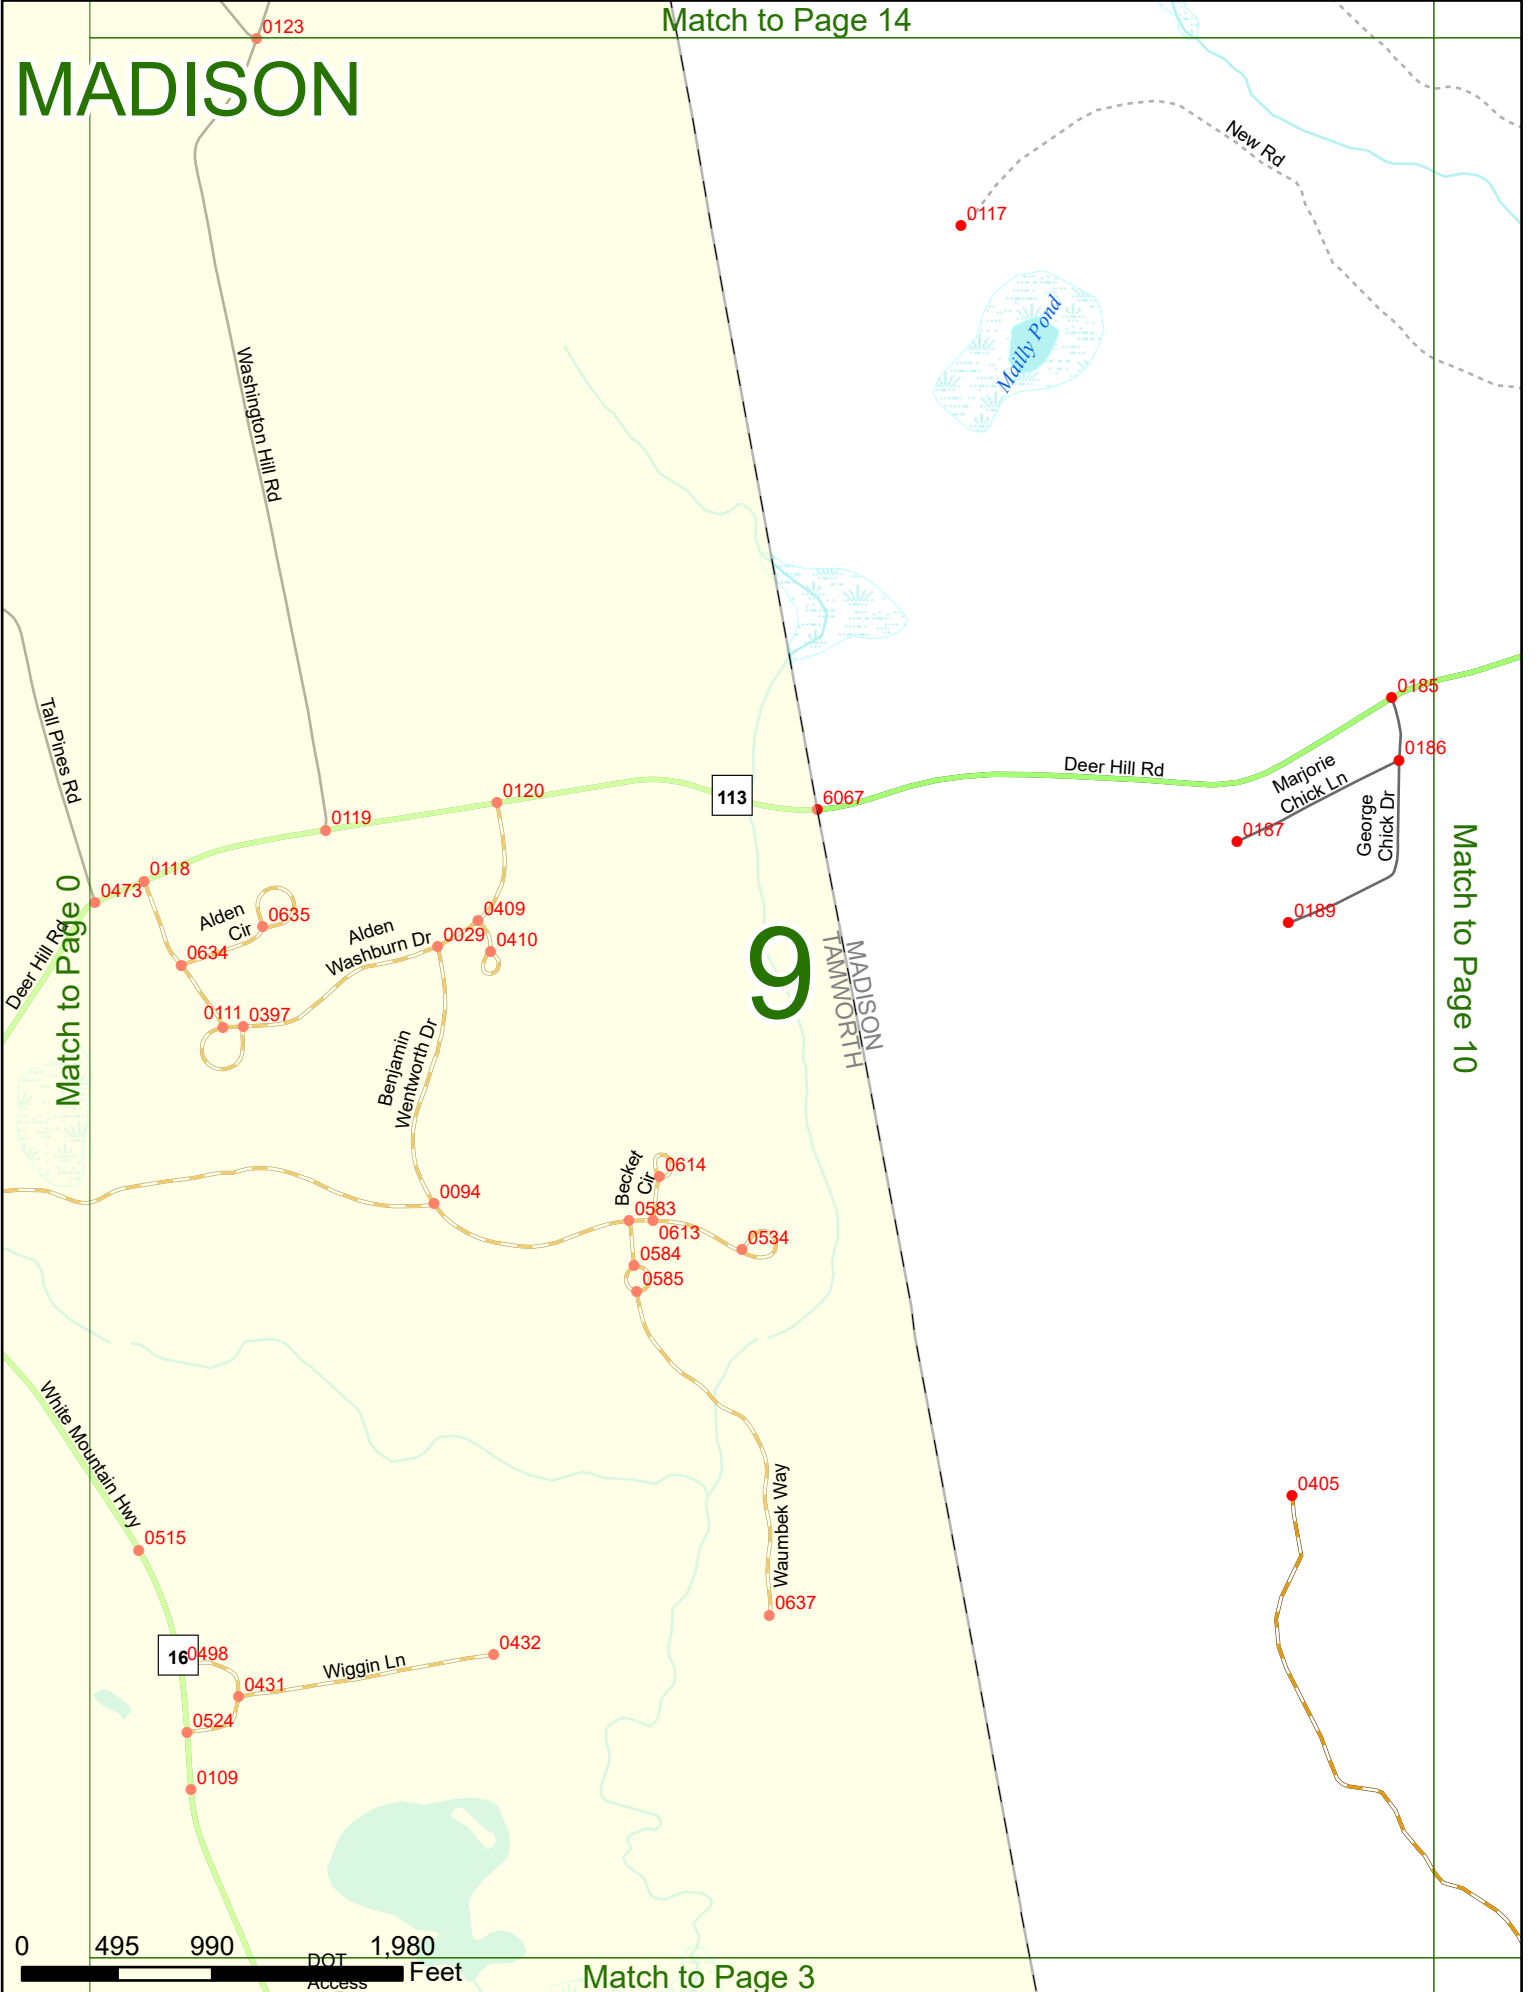 Match to Page 14
0123
MADISON
New Rd
0117
Mailly Pond
Washington Hill Rd
Tall Pines Rd
0185
0186
Deer Hill Rd
Marjorie
Chick Ln
George
Chick Dr
0187
0189
113
6067
0120
0119
0118
0473
Deer Hill Rd
Match to Page 0
Match to Page 10
Alden
Cir
0635
0634
Alden
Washburn Dr
0409
0029
0410
0111
0397
9
MADISON
TAMWORTH
Benjamin
Wentworth Dr
0094
Becket
Cir
0614
0583
0613
0534
0584
0585
White Mountain Hwy
0515
Waumbek Way
0637
0405
16
0498
0431
Wiggin Ln
0432
0524
0109
0
495
990
1,980
Feet
DOT
Access
Match to Page 3